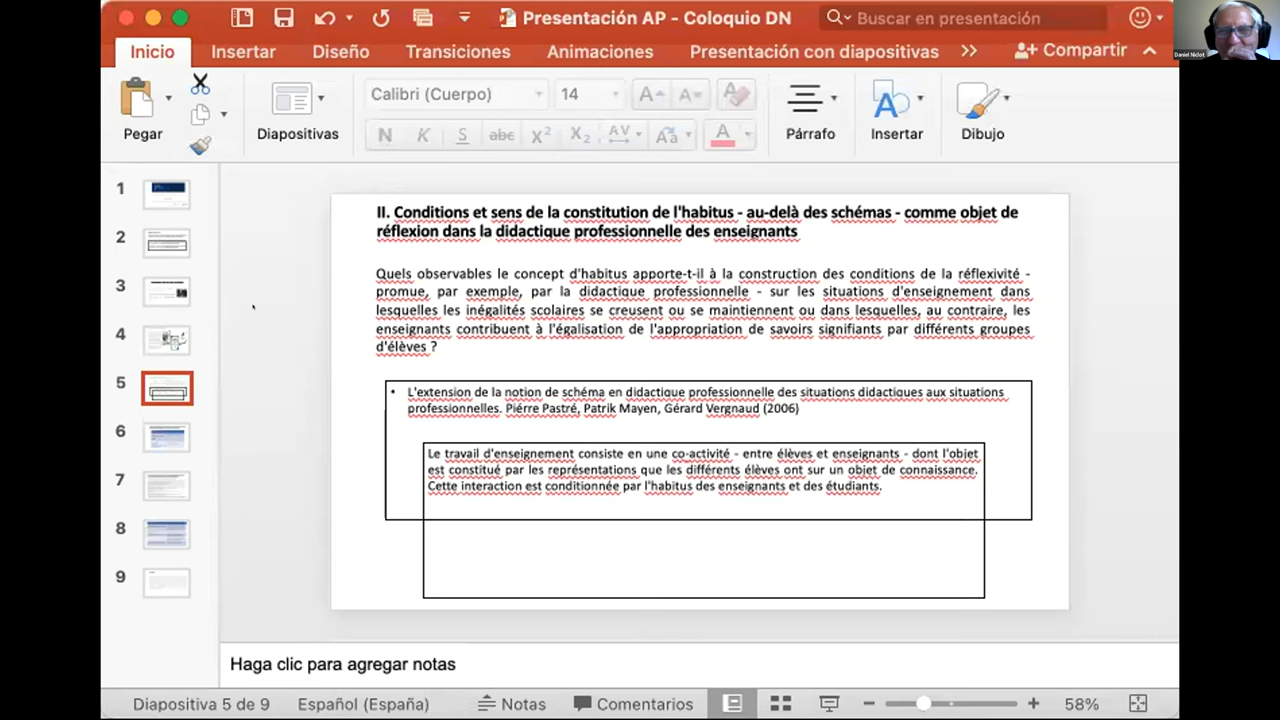 Presentación AP - Coloquio DN
Buscar en presentación
Daniel Niclot
Inicio
Insertar
Diseño
Transiciones
Animaciones
Presentación con diapositivas
Compartir
Pegar
Diapositivas
Calibri (Cuerpo)
14
N K S abc X² X₂ AV Aa A
Párrafo
Insertar
Dibujo
1
2
3
4
5
6
7
8
9
II. Conditions et sens de la constitution de l'habitus - au-delà des schémas - comme objet de
réflexion dans la didactique professionnelle des enseignants
Quels observables le concept d'habitus apporte-t-il à la construction des conditions de la réflexivité -
promue, par exemple, par la didactique professionnelle - sur les situations d'enseignement dans
lesquelles les inégalités scolaires se creusent ou se maintiennent ou dans lesquelles, au contraire, les
enseignants contribuent à l'égalisation de l'appropriation de savoirs signifiants par différents groupes
d'élèves ?
• L'extension de la notion de schéma en didactique professionnelle des situations didactiques aux situations
professionnelles. Piérre Pastré, Patrik Mayen, Gérard Vergnaud (2006)
Le travail d'enseignement consiste en une co-activité - entre élèves et enseignants - dont l'objet
est constitué par les représentations que les différents élèves ont sur un objet de connaissance.
Cette interaction est conditionnée par l'habitus des enseignants et des étudiants.
Haga clic para agregar notas
Diapositiva 5 de 9
Español (España)
Notas
Comentarios
58%